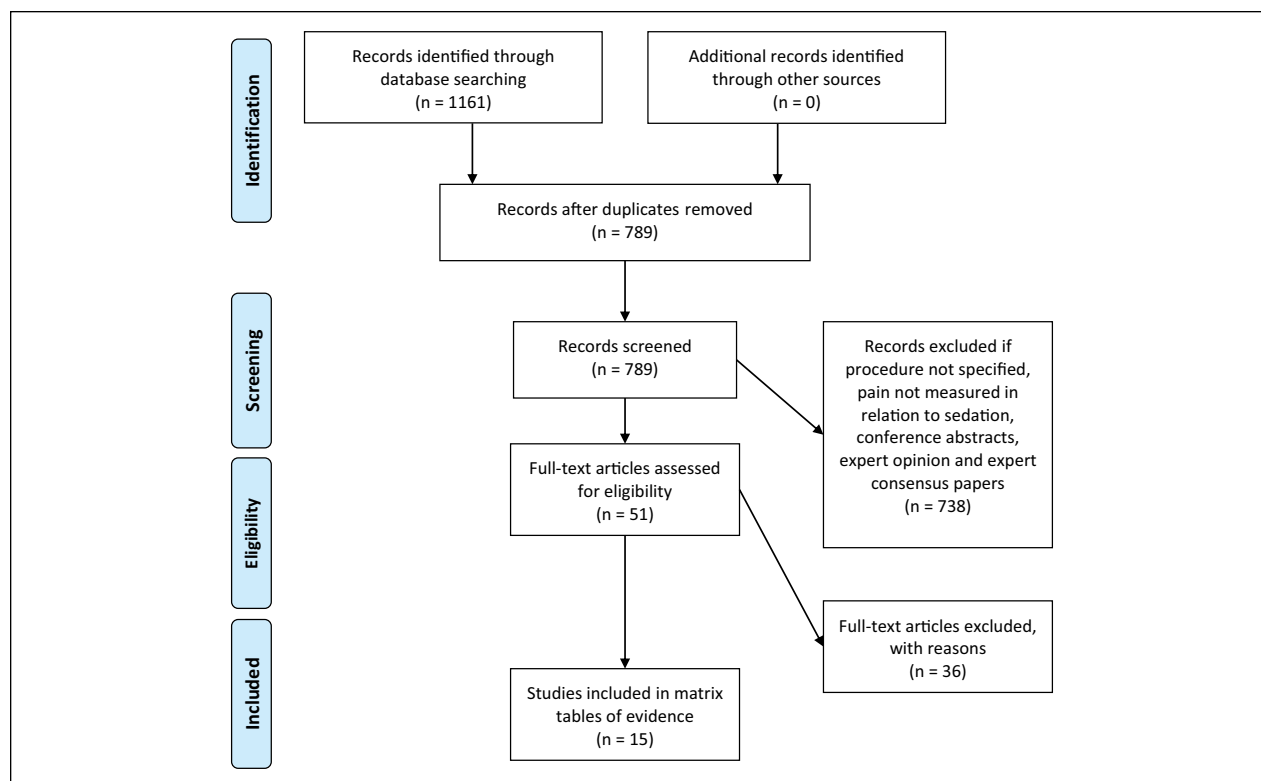 Identification
Records identified through
database searching
(n = 1161)
Additional records identified
through other sources
(n = 0)
Records after duplicates removed
(n = 789)
Screening
Records screened
(n = 789)
Records excluded if
procedure not specified,
pain not measured in
relation to sedation,
conference abstracts,
expert opinion and expert
consensus papers
(n = 738)
Eligibility
Full-text articles assessed
for eligibility
(n = 51)
Full-text articles excluded,
with reasons
(n = 36)
Included
Studies included in matrix
tables of evidence
(n = 15)